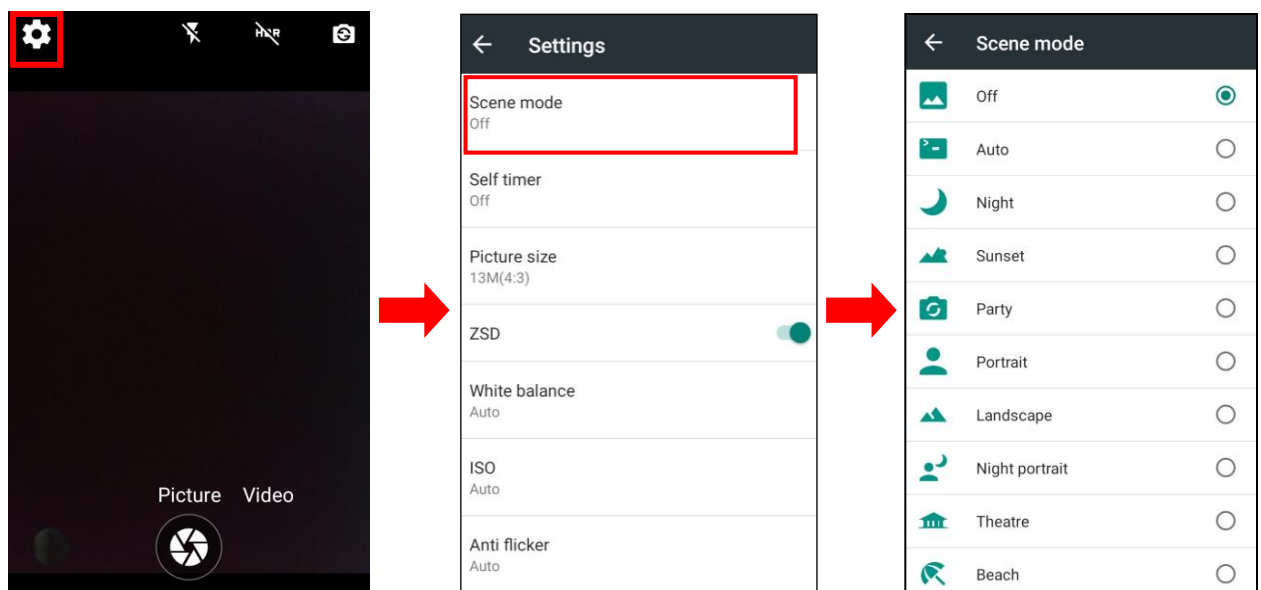 HDR
Picture Video
Settings
Scene mode
Off
Self timer
Off
Picture size
13M(4:3)
ZSD
White balance
Auto
ISO
Auto
Anti flicker
Auto
Scene mode
Off
Auto
Night
Sunset
Party
Portrait
Landscape
Night portrait
Theatre
Beach